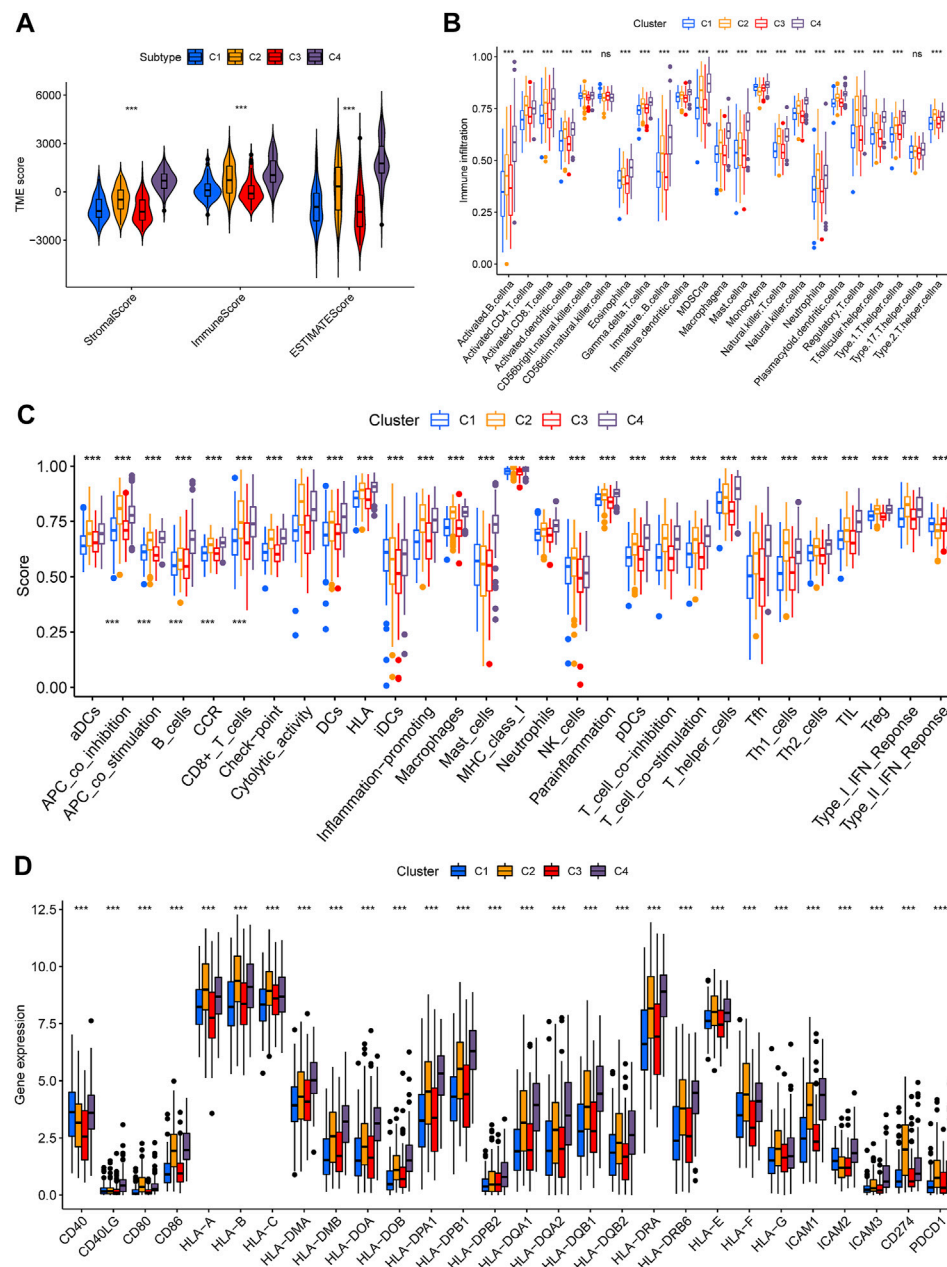 A
Subtype C1 C2 C3 C4
*** *** ***
TME score
6000
3000
0
−3000
StromalScore
ImmuneScore
ESTIMATEScore
B
Cluster C1 C2 C3 C4
*** *** *** *** *** ns *** *** *** *** *** *** *** *** *** *** *** *** *** *** *** ns ***
Immune infiltration
1.00
0.75
0.50
0.25
0.00
Activated.B.cellna
Activated.CD4.T.cellna
Activated.CD8.T.cellna
Activated.dendritic.cellna
CD56bright.natural.killer.cellna
CD56dim.natural.killer.cellna
Eosinophilna
Gamma.delta.T.cellna
Immature..B.cellna
Immature.dendritic.cellna
MDSCna
Macrophagena
Mast.cellna
Monocytena
Natural.killer.T.cellna
Natural.killer.cellna
Neutrophilna
Plasmacytoid.dendritic.cellna
Regulatory.T.cellna
T.follicular.helper.cellna
Type.1.T.helper.cellna
Type.17.T.helper.cellna
Type.2.T.helper.cellna
C
Cluster C1 C2 C3 C4
*** *** *** *** *** *** *** *** *** *** *** *** *** *** *** *** *** *** *** *** *** *** *** *** *** *** *** *** ***
Score
1.00
0.75
0.50
0.25
0.00
*** *** *** *** ***
aDCs
APC_co_inhibition
APC_co_stimulation
B_cells
CCR
CD8+_T_cells
Check−point
Cytolytic_activity
DCs
HLA
iDCs
Inflammation−promoting
Macrophages
Mast_cells
MHC_class_I
Neutrophils
NK_cells
Parainflammation
pDCs
T_cell_co−inhibition
T_cell_co−stimulation
T_helper_cells
Tfh
Th1_cells
Th2_cells
TIL
Treg
Type_I_IFN_Reponse
Type_II_IFN_Reponse
D
Cluster C1 C2 C3 C4
*** *** *** *** *** *** *** *** *** *** *** *** *** *** *** *** *** *** *** *** *** *** *** *** *** *** *** *** ***
Gene expression
12.5
10.0
7.5
5.0
2.5
0.0
CD40
CD40LG
CD80
CD86
HLA−A
HLA−B
HLA−C
HLA−DMA
HLA−DMB
HLA−DOA
HLA−DOB
HLA−DPA1
HLA−DPB1
HLA−DPB2
HLA−DQA1
HLA−DQA2
HLA−DQB1
HLA−DQB2
HLA−DRA
HLA−DRB6
HLA−E
HLA−F
HLA−G
ICAM1
ICAM2
ICAM3
CD274
PDCD1